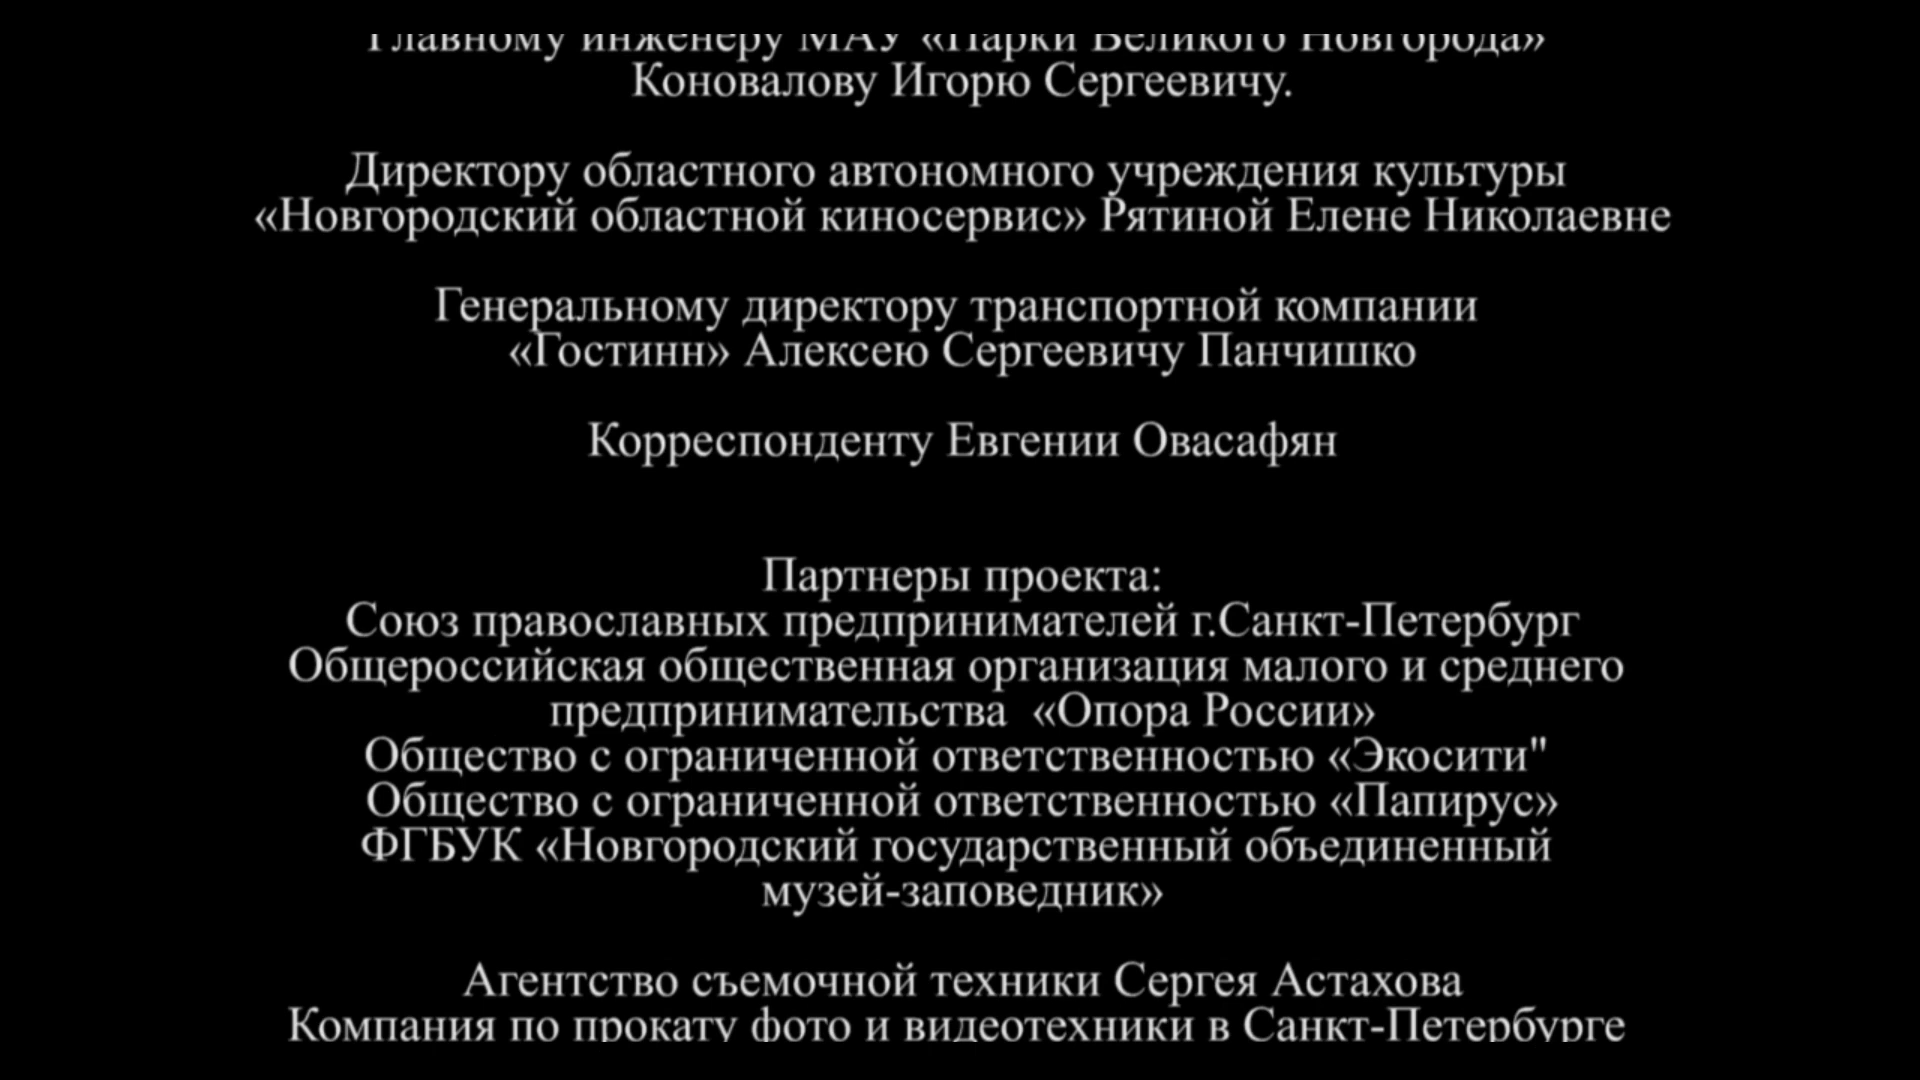 Главному инженеру МАУ «Парки Великого Новгорода»
Коновалову Игорю Сергеевичу.
Директору областного автономного учреждения культуры
«Новгородский областной киносервис» Рятиной Елене Николаевне
Генеральному директору транспортной компании
«Гостинн» Алексею Сергеевичу Панчишко
Корреспонденту Евгении Овасафян
Партнеры проекта:
Союз православных предпринимателей г.Санкт-Петербург
Общероссийская общественная организация малого и среднего
предпринимательства «Опора России»
Общество с ограниченной ответственностью «Экосити"
Общество с ограниченной ответственностью «Папирус»
ФГБУК «Новгородский государственный объединенный
музей-заповедник»
Агентство съемочной техники Сергея Астахова
Компания по прокату фото и видеотехники в Санкт-Петербурге